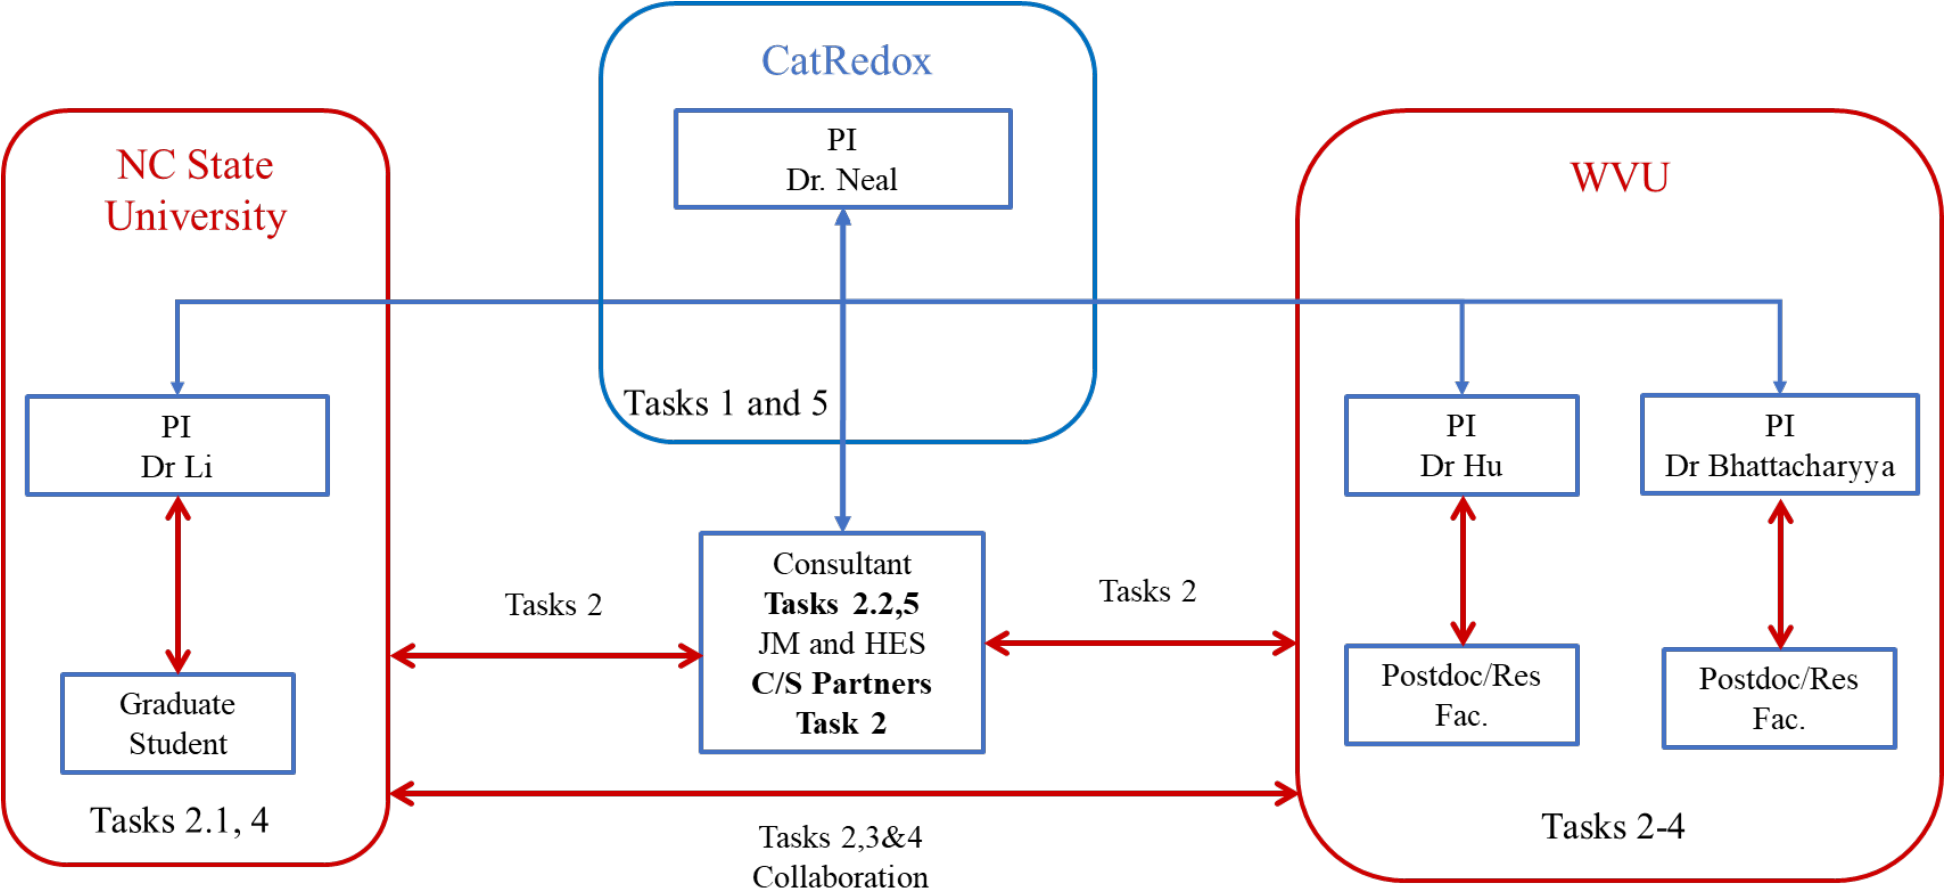 CatRedox
PI
Dr. Neal
Tasks 1 and 5
NC State
University
PI
Dr Li
Graduate
Student
Tasks 2.1, 4
Tasks 2
Consultant
Tasks 2.2,5
JM and HES
C/S Partners
Task 2
Tasks 2
Tasks 2,3&4
Collaboration
WVU
PI
Dr Hu
PI
Dr Bhattacharyya
Postdoc/Res
Fac.
Postdoc/Res
Fac.
Tasks 2-4